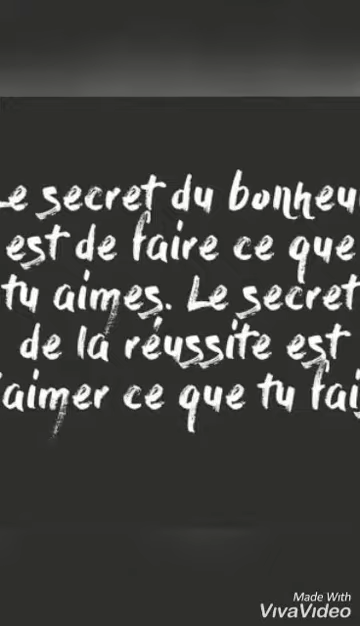 Le secret du bonheu
est de faire ce que
tu aimes. Le secret
de la réussite est
'aimer ce que tu fai
Made With
VivaVideo